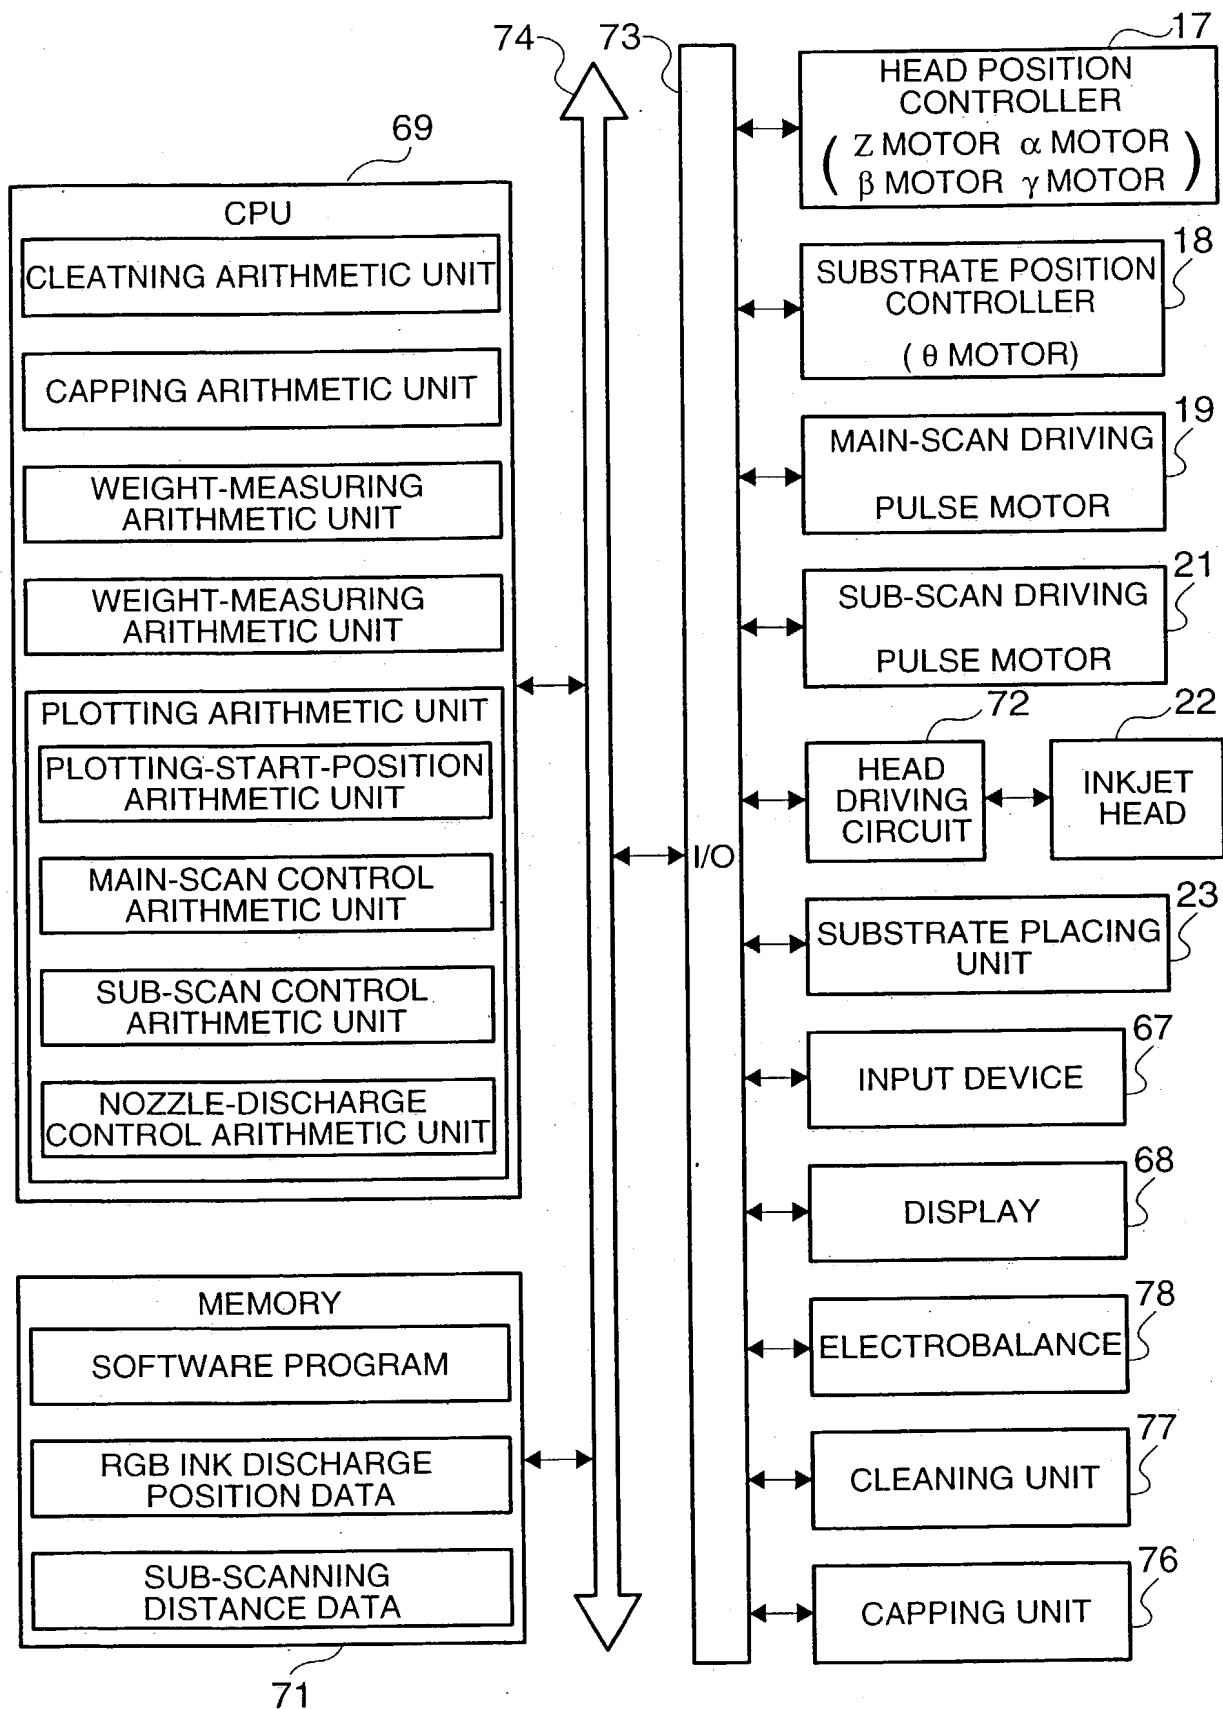 74
73
17
HEAD POSITION
CONTROLLER
( Z MOTOR α MOTOR
β MOTOR γ MOTOR )
69
CPU
CLEATNING ARITHMETIC UNIT
CAPPING ARITHMETIC UNIT
WEIGHT-MEASURING
ARITHMETIC UNIT
WEIGHT-MEASURING
ARITHMETIC UNIT
PLOTTING ARITHMETIC UNIT
PLOTTING-START-POSITION
ARITHMETIC UNIT
MAIN-SCAN CONTROL
ARITHMETIC UNIT
SUB-SCAN CONTROL
ARITHMETIC UNIT
NOZZLE-DISCHARGE
CONTROL ARITHMETIC UNIT
MEMORY
SOFTWARE PROGRAM
RGB INK DISCHARGE
POSITION DATA
SUB-SCANNING
DISTANCE DATA
71
I/O
18
SUBSTRATE POSITION
CONTROLLER
( θ MOTOR)
19
MAIN-SCAN DRIVING
PULSE MOTOR
21
SUB-SCAN DRIVING
PULSE MOTOR
72
HEAD
DRIVING
CIRCUIT
22
INKJET
HEAD
23
SUBSTRATE PLACING
UNIT
67
INPUT DEVICE
68
DISPLAY
78
ELECTROBALANCE
77
CLEANING UNIT
76
CAPPING UNIT